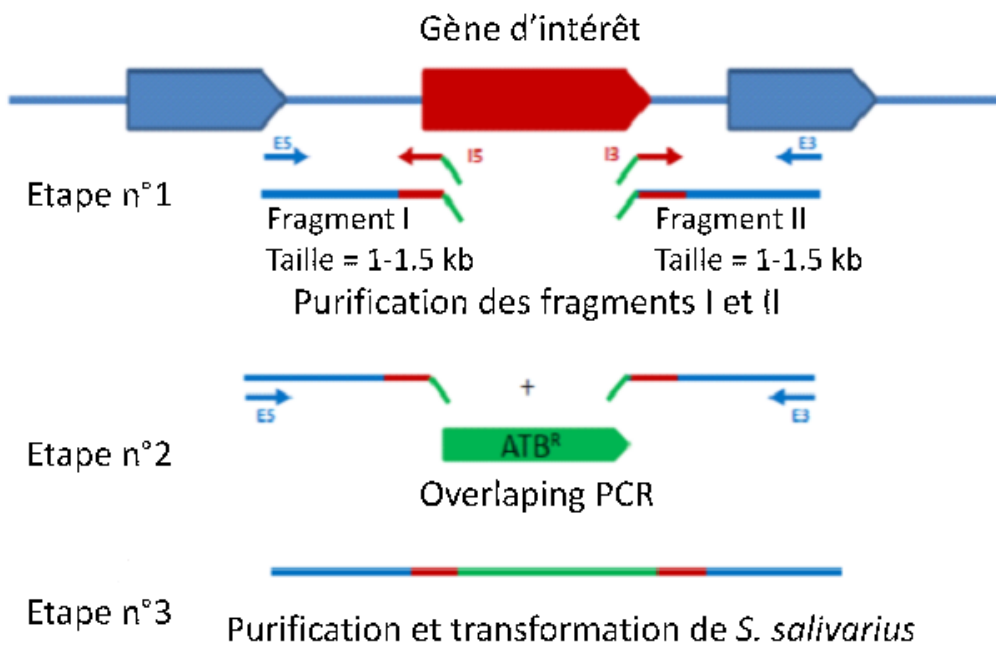 Gène d'intérêt
E5
I5
I3
E3
Etape n°1
Fragment I
Taille = 1-1.5 kb
Fragment II
Taille = 1-1.5 kb
Purification des fragments I et II
+
E5
E3
Etape n°2
ATBᴿ
Overlaping PCR
Etape n°3
Purification et transformation de S. salivarius